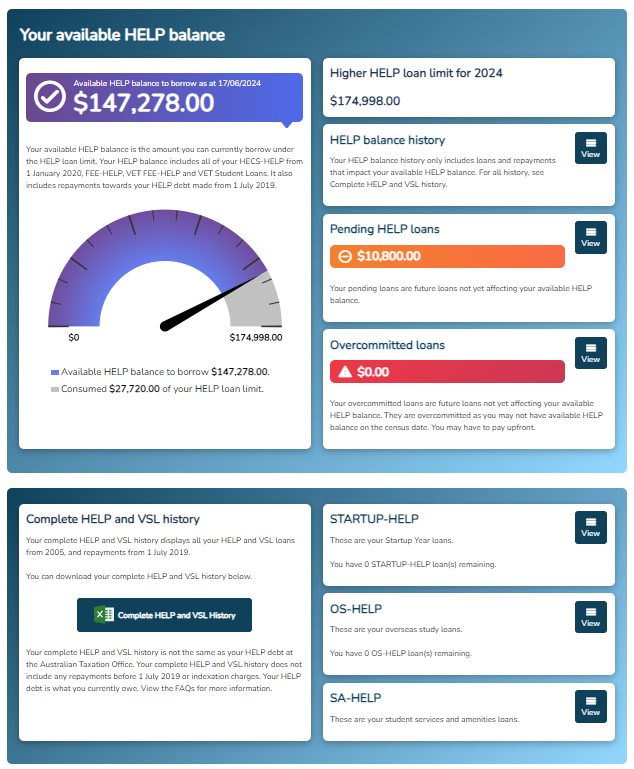 Your available HELP balance
Available HELP balance to borrow as at 17/06/2024
$147,278.00
Your available HELP balance is the amount you can currently borrow under
the HELP loan limit. Your HELP balance includes all of your HECS-HELP from
1 January 2020, FEE-HELP, VET FEE-HELP and VET Student Loans. It also
includes repayments towards your HELP debt made from 1 July 2019.
$0
$174,998.00
Available HELP balance to borrow $147,278.00.
Consumed $27,720.00 of your HELP loan limit.
Higher HELP loan limit for 2024
$174,998.00
HELP balance history
View
Your HELP balance history only includes loans and repayments
that impact your available HELP balance. For all history, see
Complete HELP and VSL history.
Pending HELP loans
View
$10,800.00
Your pending loans are future loans not yet affecting your available HELP
balance.
Overcommitted loans
View
$0.00
Your overcommitted loans are future loans not yet affecting your available
HELP balance. They are overcommitted as you may not have available HELP
balance on the census date. You may have to pay upfront.
Complete HELP and VSL history
Your complete HELP and VSL history displays all your HELP and VSL loans
from 2005, and repayments from 1 July 2019.
You can download your complete HELP and VSL history below.
Complete HELP and VSL History
Your complete HELP and VSL history is not the same as your HELP debt at
the Australian Taxation Office. Your complete HELP and VSL history does not
include any repayments before 1 July 2019 or indexation charges. Your HELP
debt is what you currently owe. View the FAQs for more information.
STARTUP-HELP
View
These are your Startup Year loans.
You have 0 STARTUP-HELP loan(s) remaining.
OS-HELP
View
These are your overseas study loans.
You have 0 OS-HELP loan(s) remaining.
SA-HELP
View
These are your student services and amenities loans.